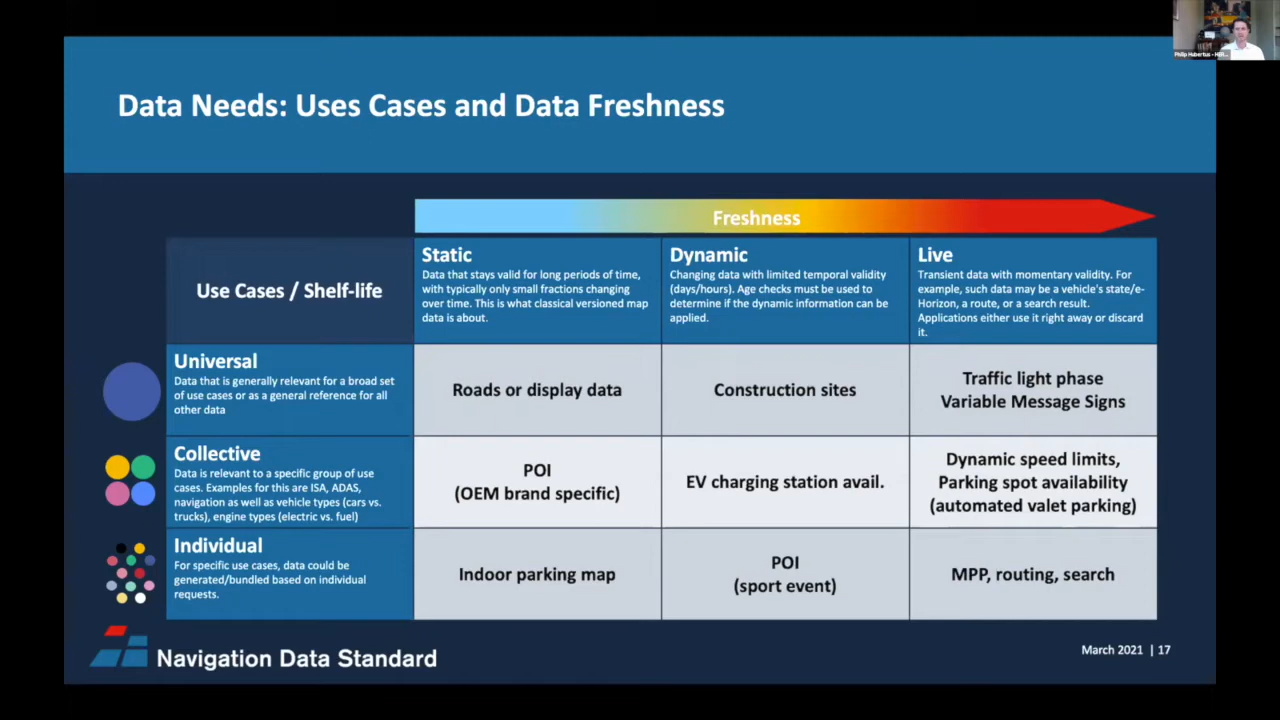 Philip Hubertus - HER...
Data Needs: Uses Cases and Data Freshness
Freshness
Use Cases / Shelf-life
Static
Data that stays valid for long periods of time,
with typically only small fractions changing
over time. This is what classical versioned map
data is about.
Dynamic
Changing data with limited temporal validity
(days/hours). Age checks must be used to
determine if the dynamic information can be
applied.
Live
Transient data with momentary validity. For
example, such data may be a vehicle's state/e-
Horizon, a route, or a search result.
Applications either use it right away or discard
it.
Universal
Data that is generally relevant for a broad set
of use cases or as a general reference for all
other data
Roads or display data
Construction sites
Traffic light phase
Variable Message Signs
Collective
Data is relevant to a specific group of use
cases. Examples for this are ISA, ADAS,
navigation as well as vehicle types (cars vs.
trucks), engine types (electric vs. fuel)
POI
(OEM brand specific)
EV charging station avail.
Dynamic speed limits,
Parking spot availability
(automated valet parking)
Individual
For specific use cases, data could be
generated/bundled based on individual
requests.
Indoor parking map
POI
(sport event)
MPP, routing, search
Navigation Data Standard
March 2021 | 17